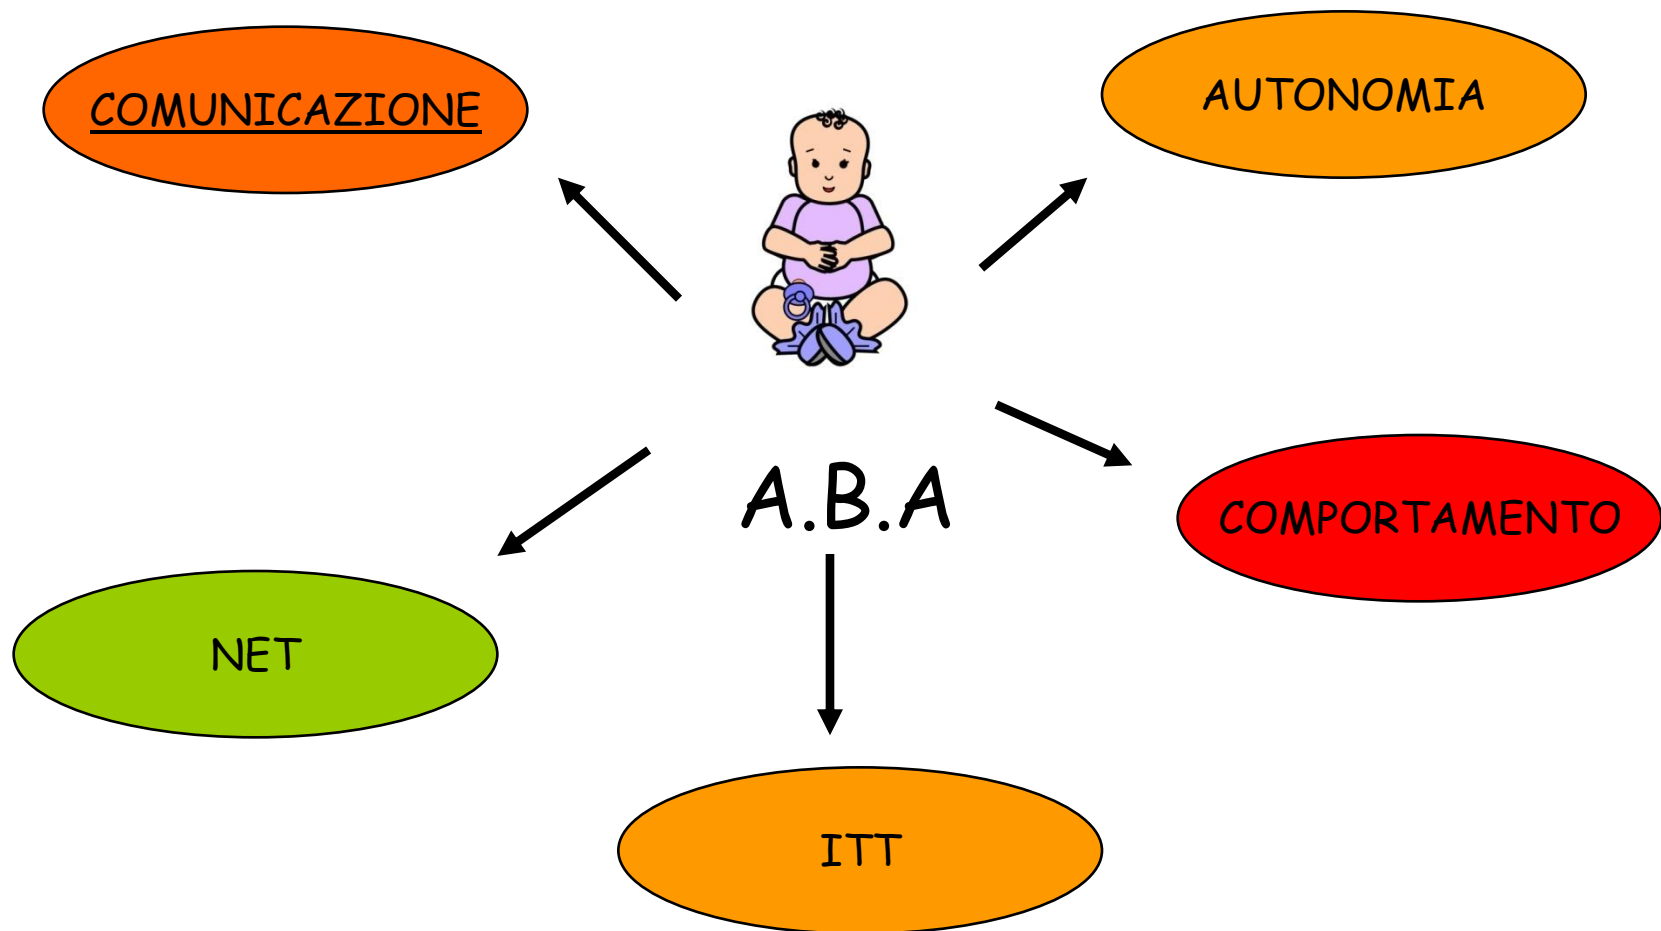 COMUNICAZIONE
AUTONOMIA
A.B.A
COMPORTAMENTO
NET
ITT